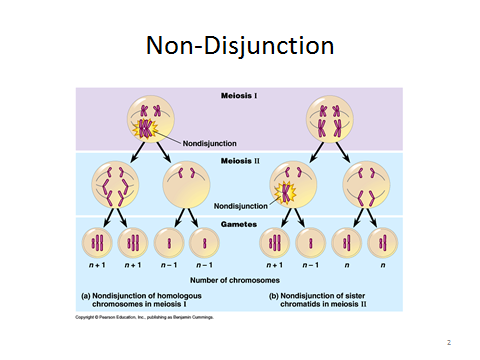 Non-Disjunction
Meiosis I
Nondisjunction
Meiosis II
Nondisjunction
Gametes
n + 1 n + 1 n – 1 n – 1 n + 1 n – 1 n n
Number of chromosomes
(a) Nondisjunction of homologous
chromosomes in meiosis I
(b) Nondisjunction of sister
chromatids in meiosis II
Copyright © Pearson Education, Inc., publishing as Benjamin Cummings.
2